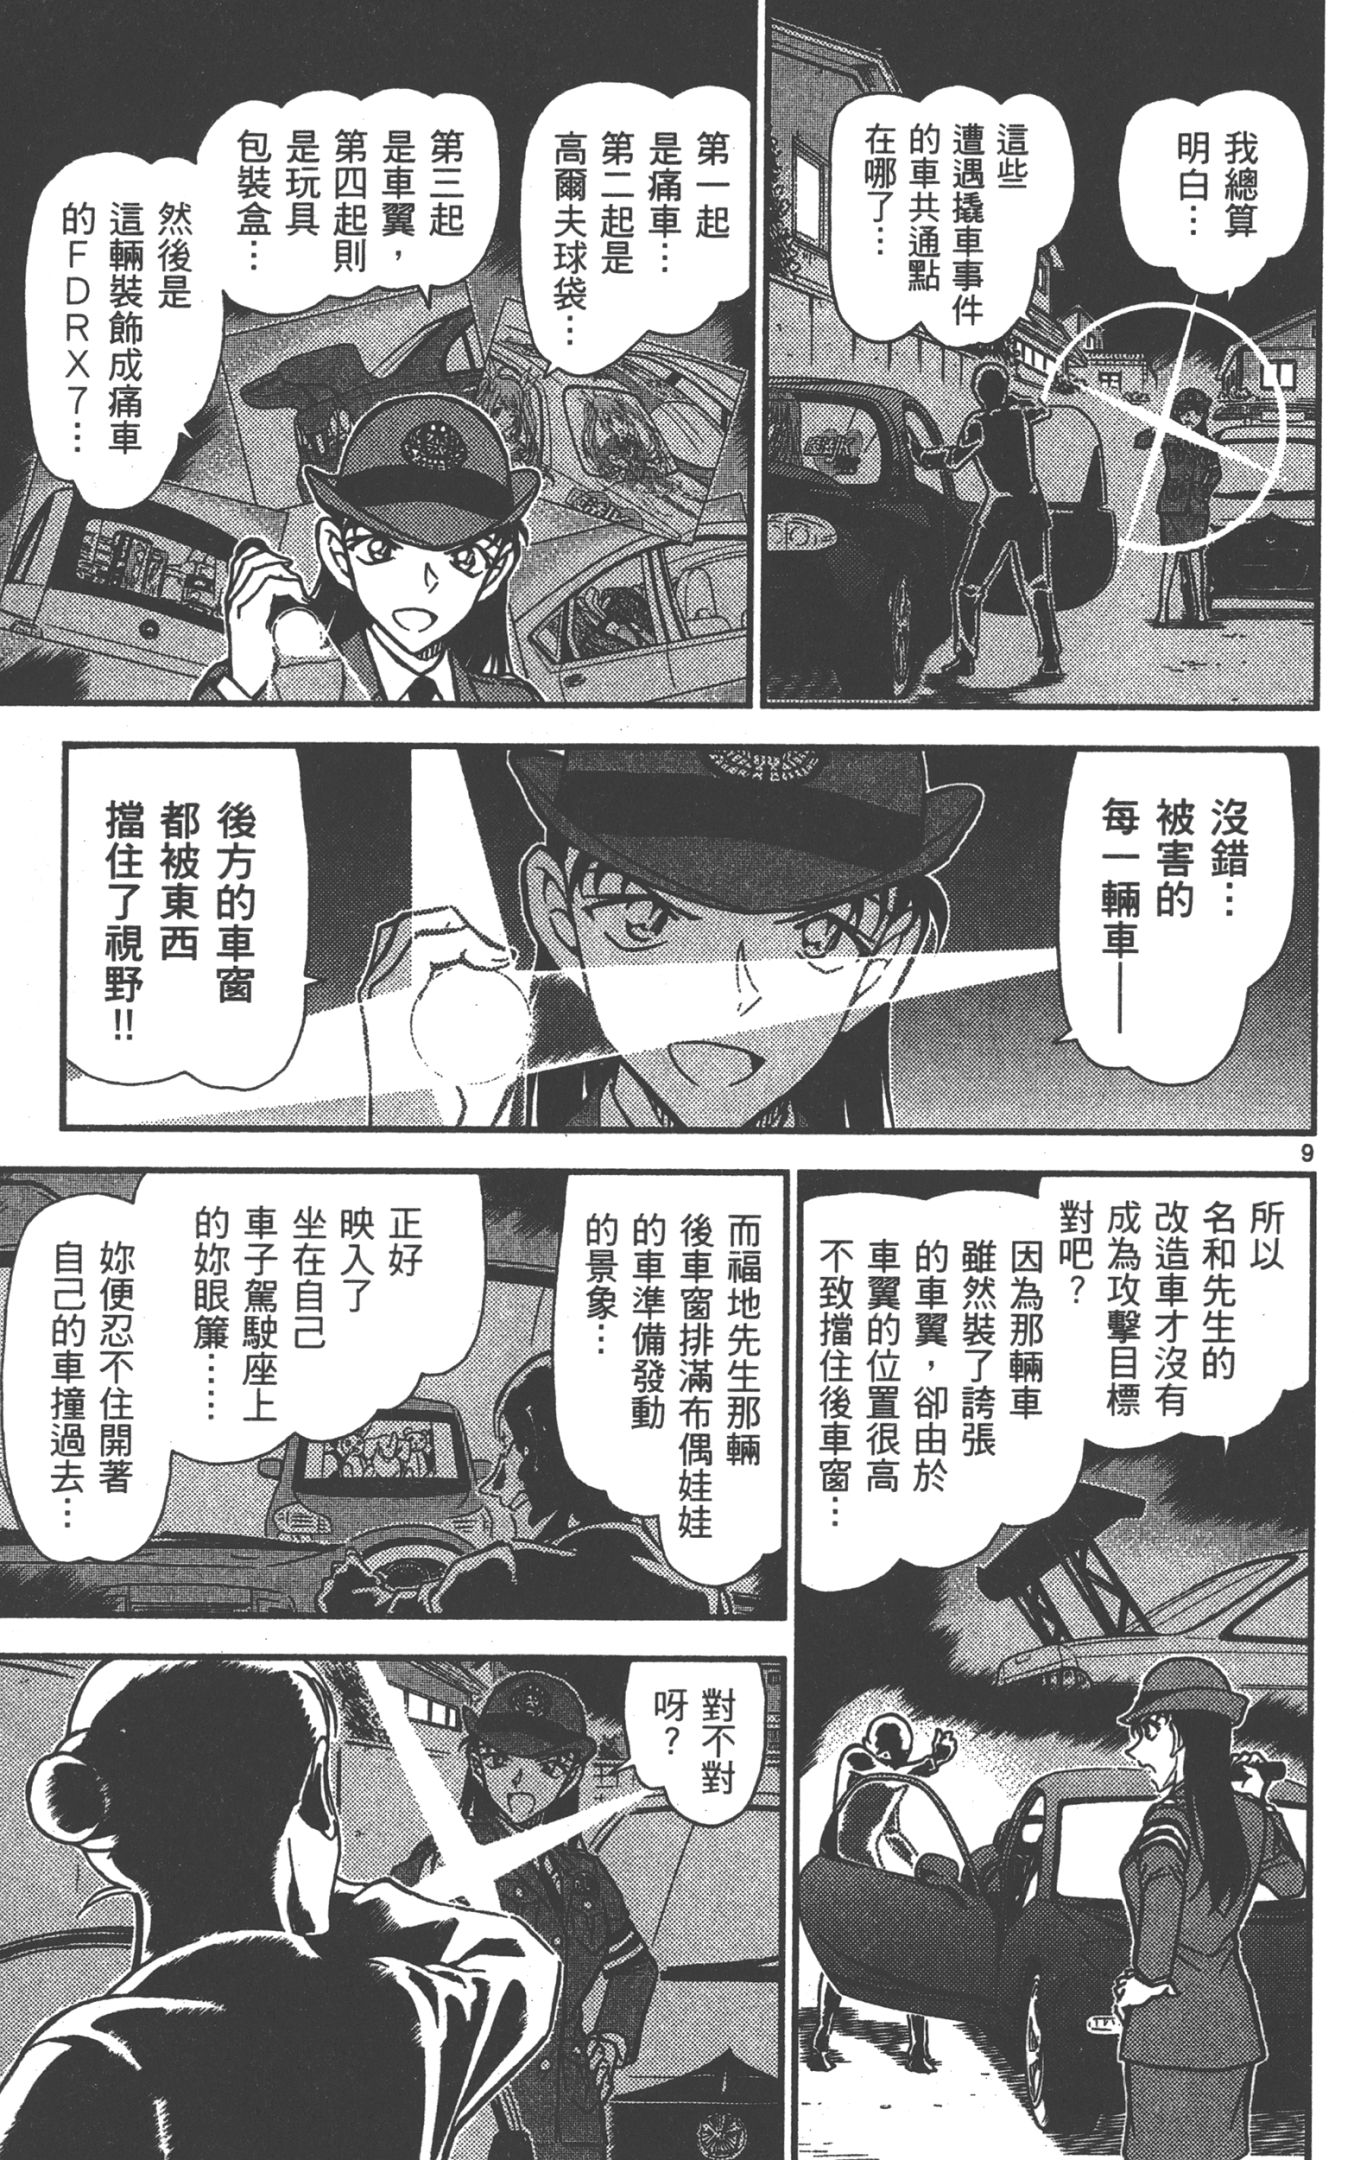 我總算
明白…
這些
遭遇撬車事件
的車共通點
在哪了…
第一起
是痛車…
第二起是
高爾夫球袋…
第三起
是車翼，
第四起則
是玩具
包裝盒…
然後是
這輛裝飾成痛車
的FDRX7…
沒錯…
被害的
每一輛車——
後方的車窗
都被東西
擋住了視野!!
9
所以
名和先生的
改造車才沒有
成為攻擊目標
對吧？
因為那輛車
雖然裝了誇張
的車翼，卻由於
車翼的位置很高
不致擋住後車窗…
而福地先生那輛
後車窗排滿布偶娃娃
的車準備發動
的景象…
正好
映入了
坐在自己
車子駕駛座上
的妳眼簾……
妳便忍不住開著
自己的車撞過去…
對不對
呀？